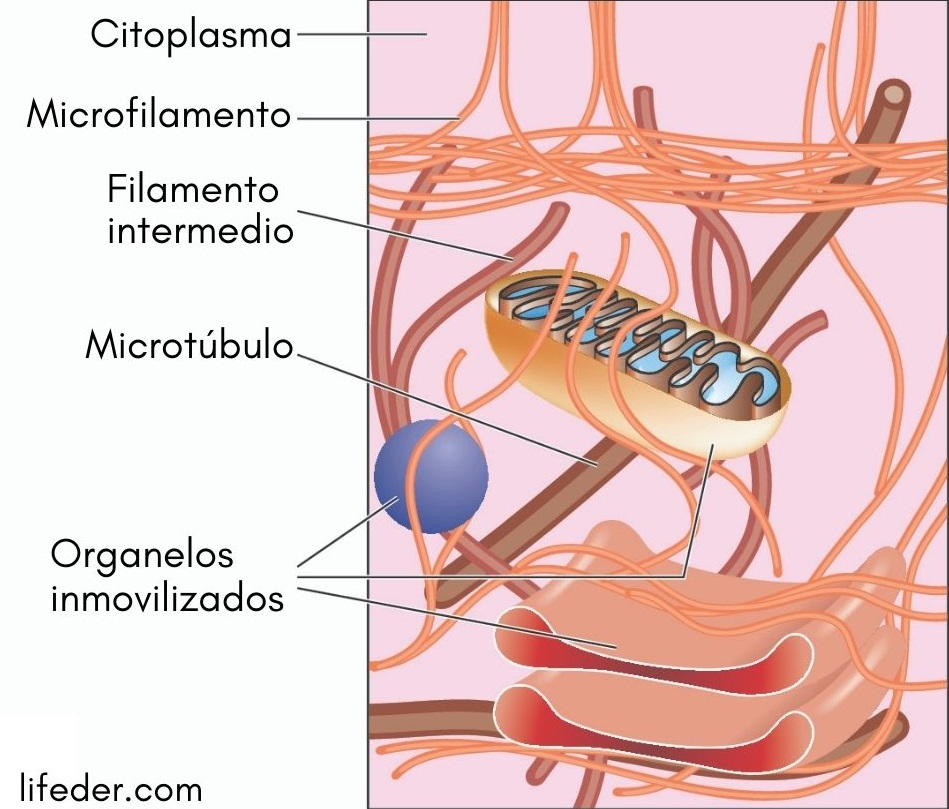 Citoplasma
Microfilamento
Filamento
intermedio
Microtúbulo
Organelos
inmovilizados
lifeder.com